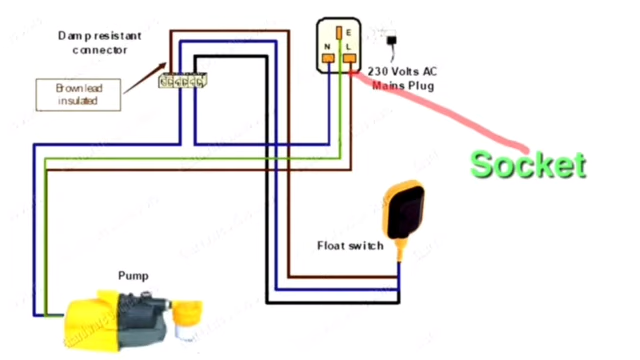 Damp resistant
connector
Brown lead
insulated
E
N L
230 Volts AC
Mains Plug
Socket
Float switch
Pump